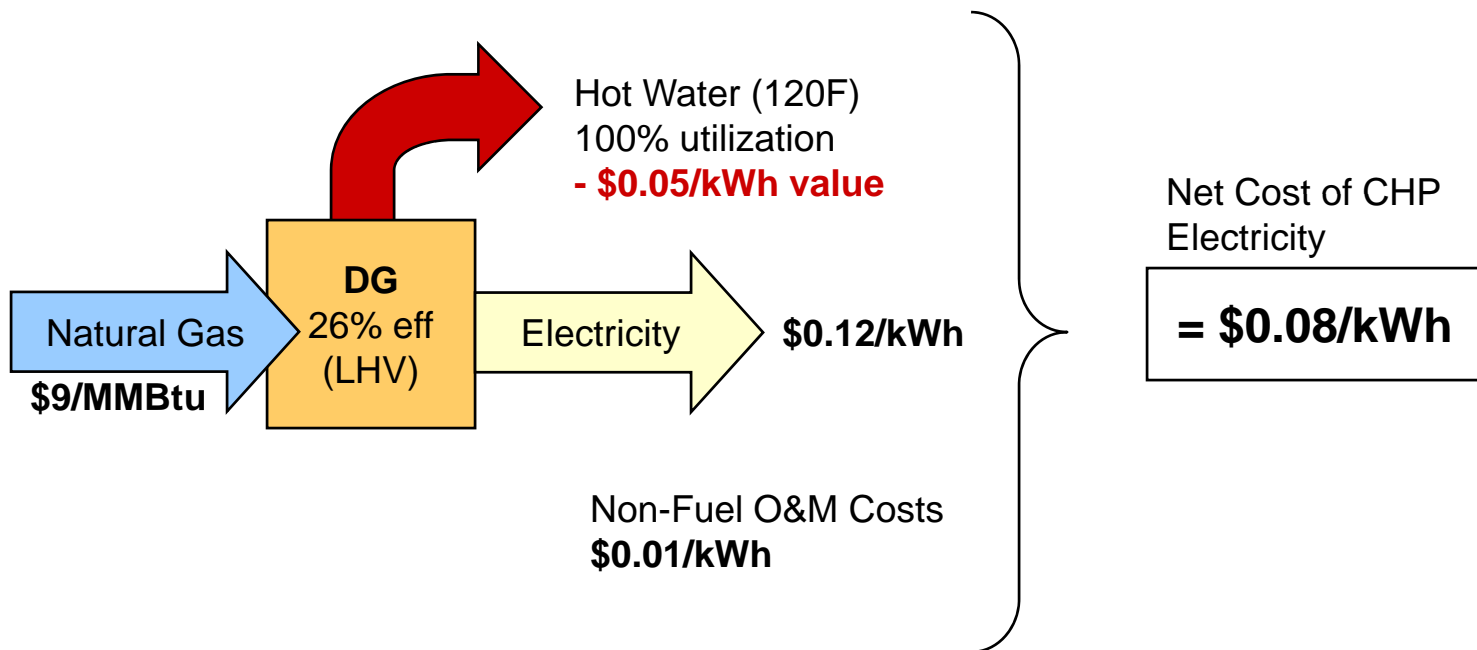 Hot Water (120F)
100% utilization
- $0.05/kWh value
Natural Gas
$9/MMBtu
DG
26% eff
(LHV)
Electricity
$0.12/kWh
Non-Fuel O&M Costs
$0.01/kWh
Net Cost of CHP
Electricity
= $0.08/kWh